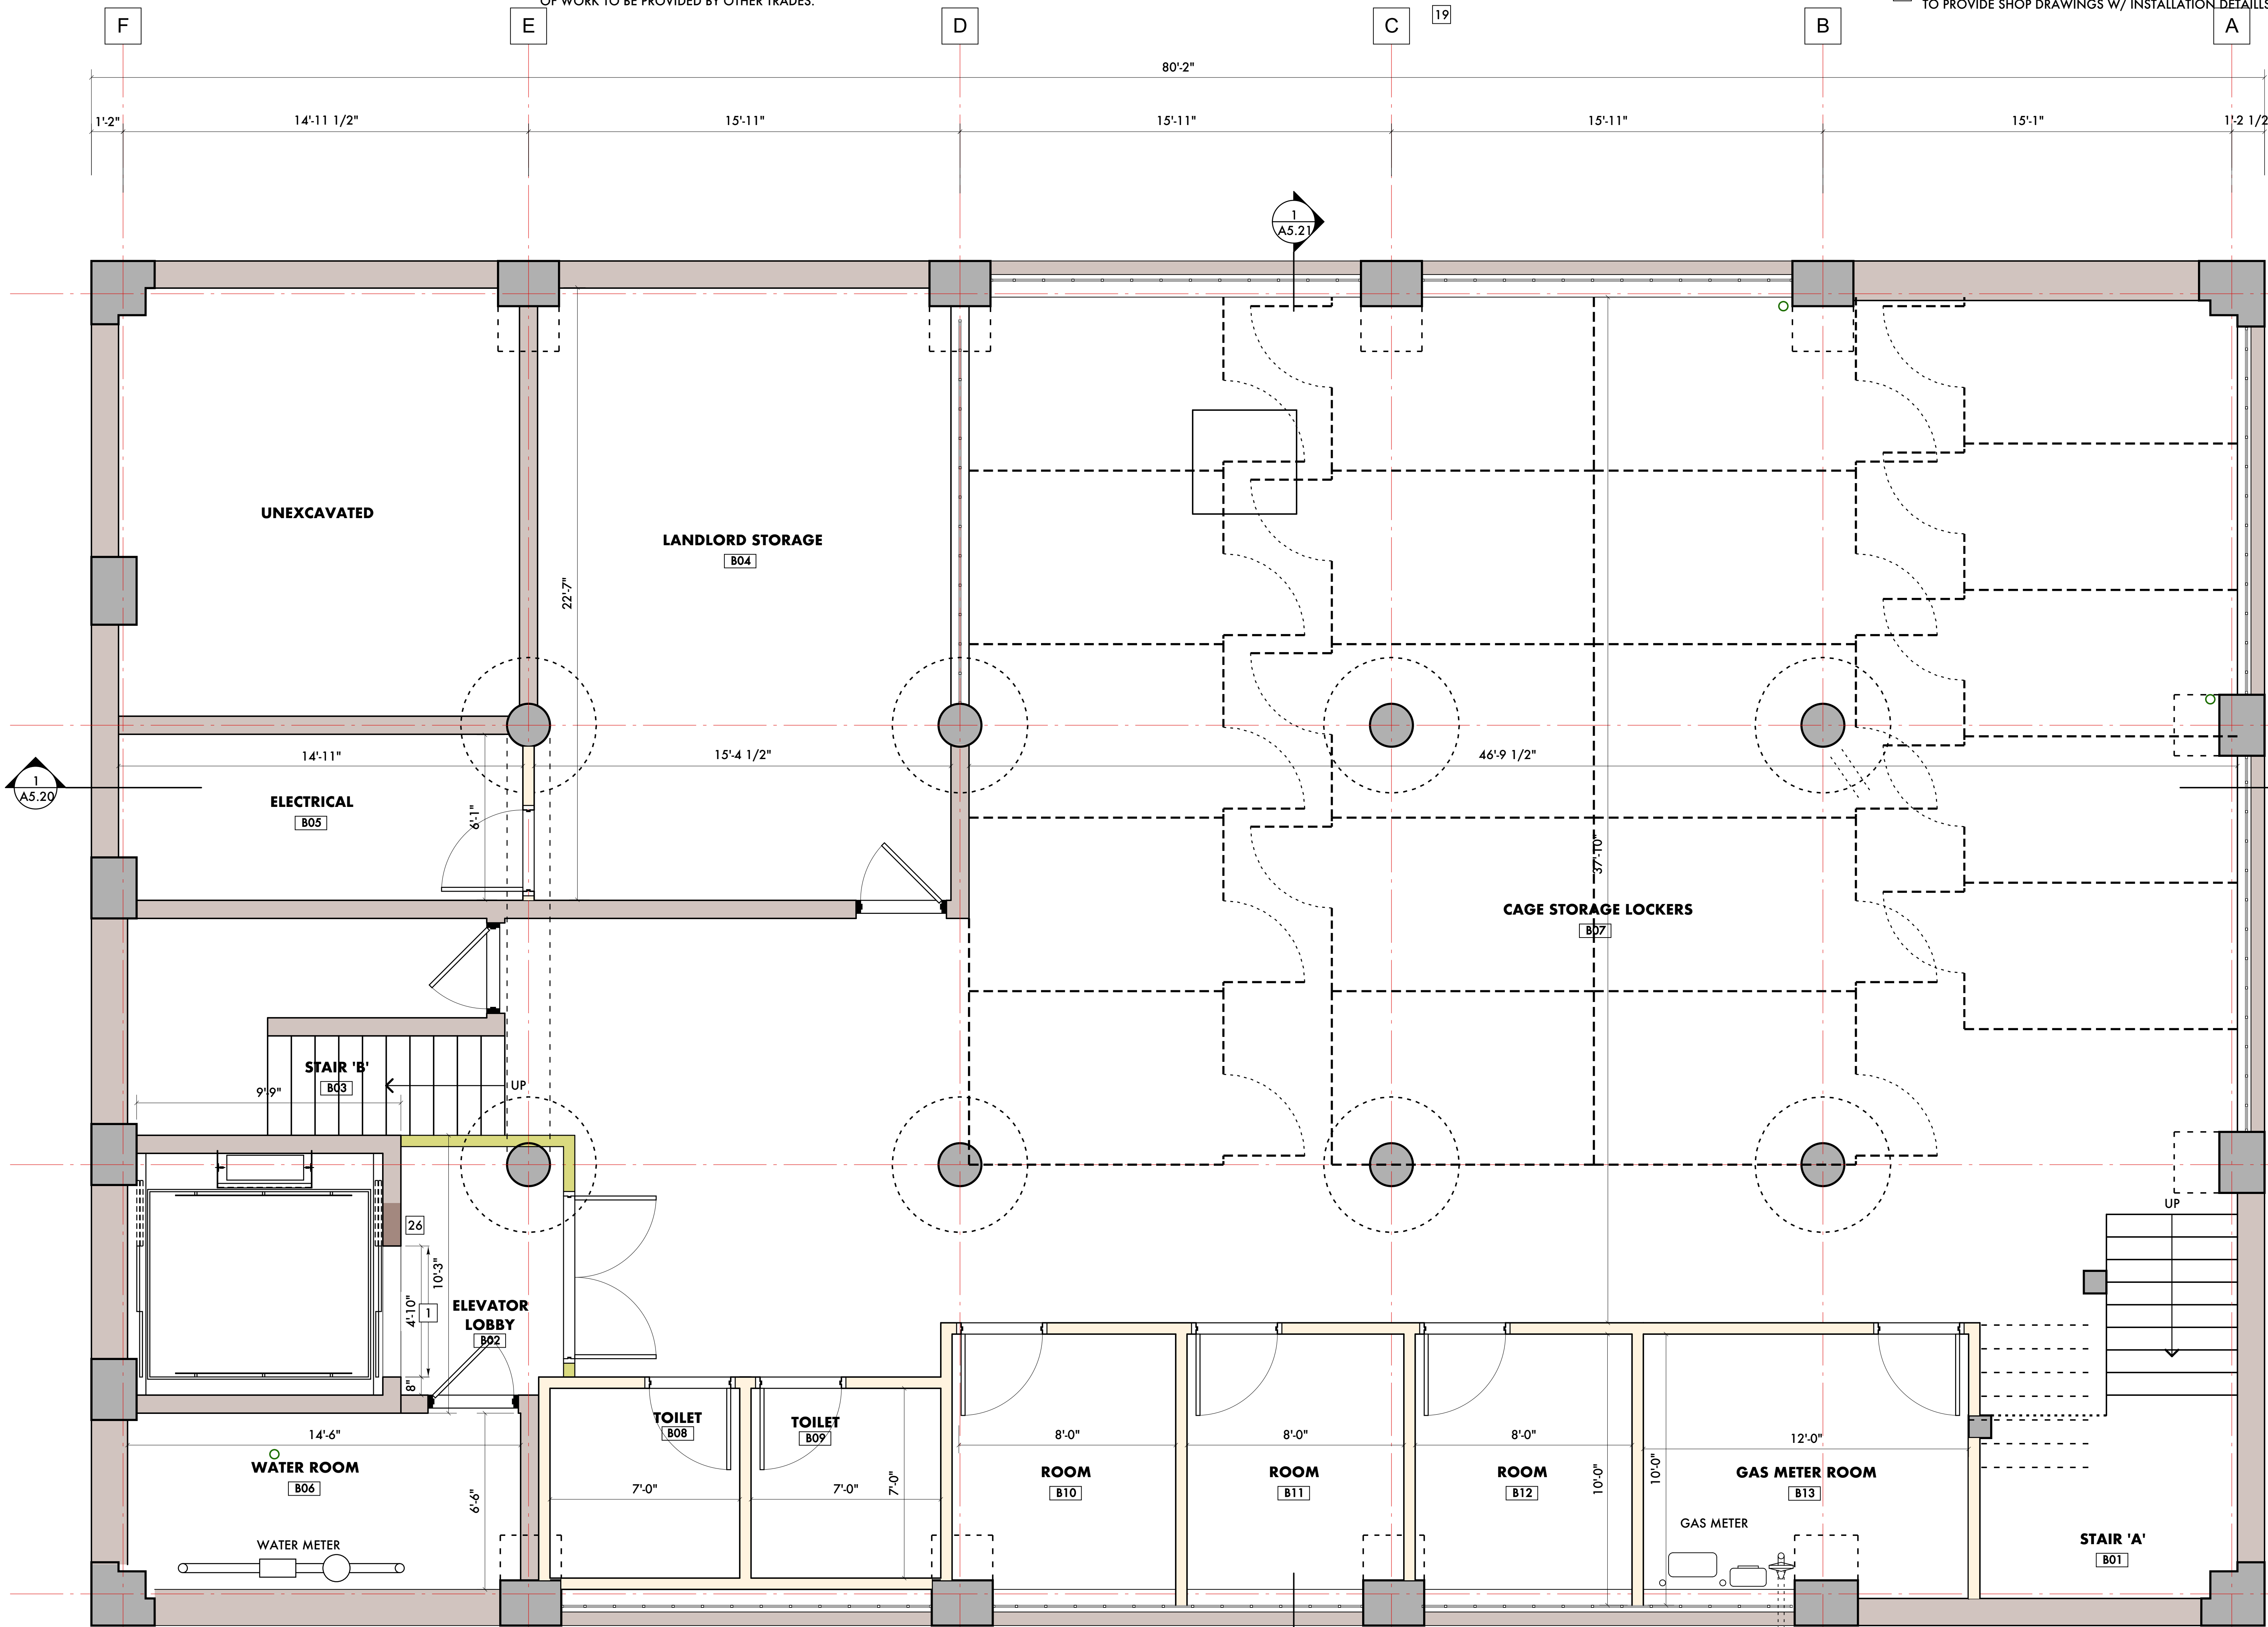 OF WORK TO BE PROVIDED BY OTHER TRADES.
19
TO PROVIDE SHOP DRAWINGS W/ INSTALLATION DETAILLS
F
E
D
C
B
A
80'-2"
1'-2"
14'-11 1/2"
15'-11"
15'-11"
15'-11"
15'-1"
1'-2 1/2
1
A5.21
UNEXCAVATED
LANDLORD STORAGE
B04
22'-7"
14'-11"
15'-4 1/2"
46'-9 1/2"
1
A5.20
ELECTRICAL
B05
6'-1"
37'-10"
CAGE STORAGE LOCKERS
B07
STAIR 'B'
B03
UP
9'-9"
26
10'-3"
4'-10"
1
8"
ELEVATOR
LOBBY
B02
UP
14'-6"
WATER ROOM
B06
6'-6"
WATER METER
TOILET
B08
7'-0"
TOILET
B09
7'-0"
7'-0"
8'-0"
ROOM
B10
8'-0"
ROOM
B11
8'-0"
ROOM
B12
10'-0"
10'-0"
12'-0"
GAS METER ROOM
B13
GAS METER
STAIR 'A'
B01